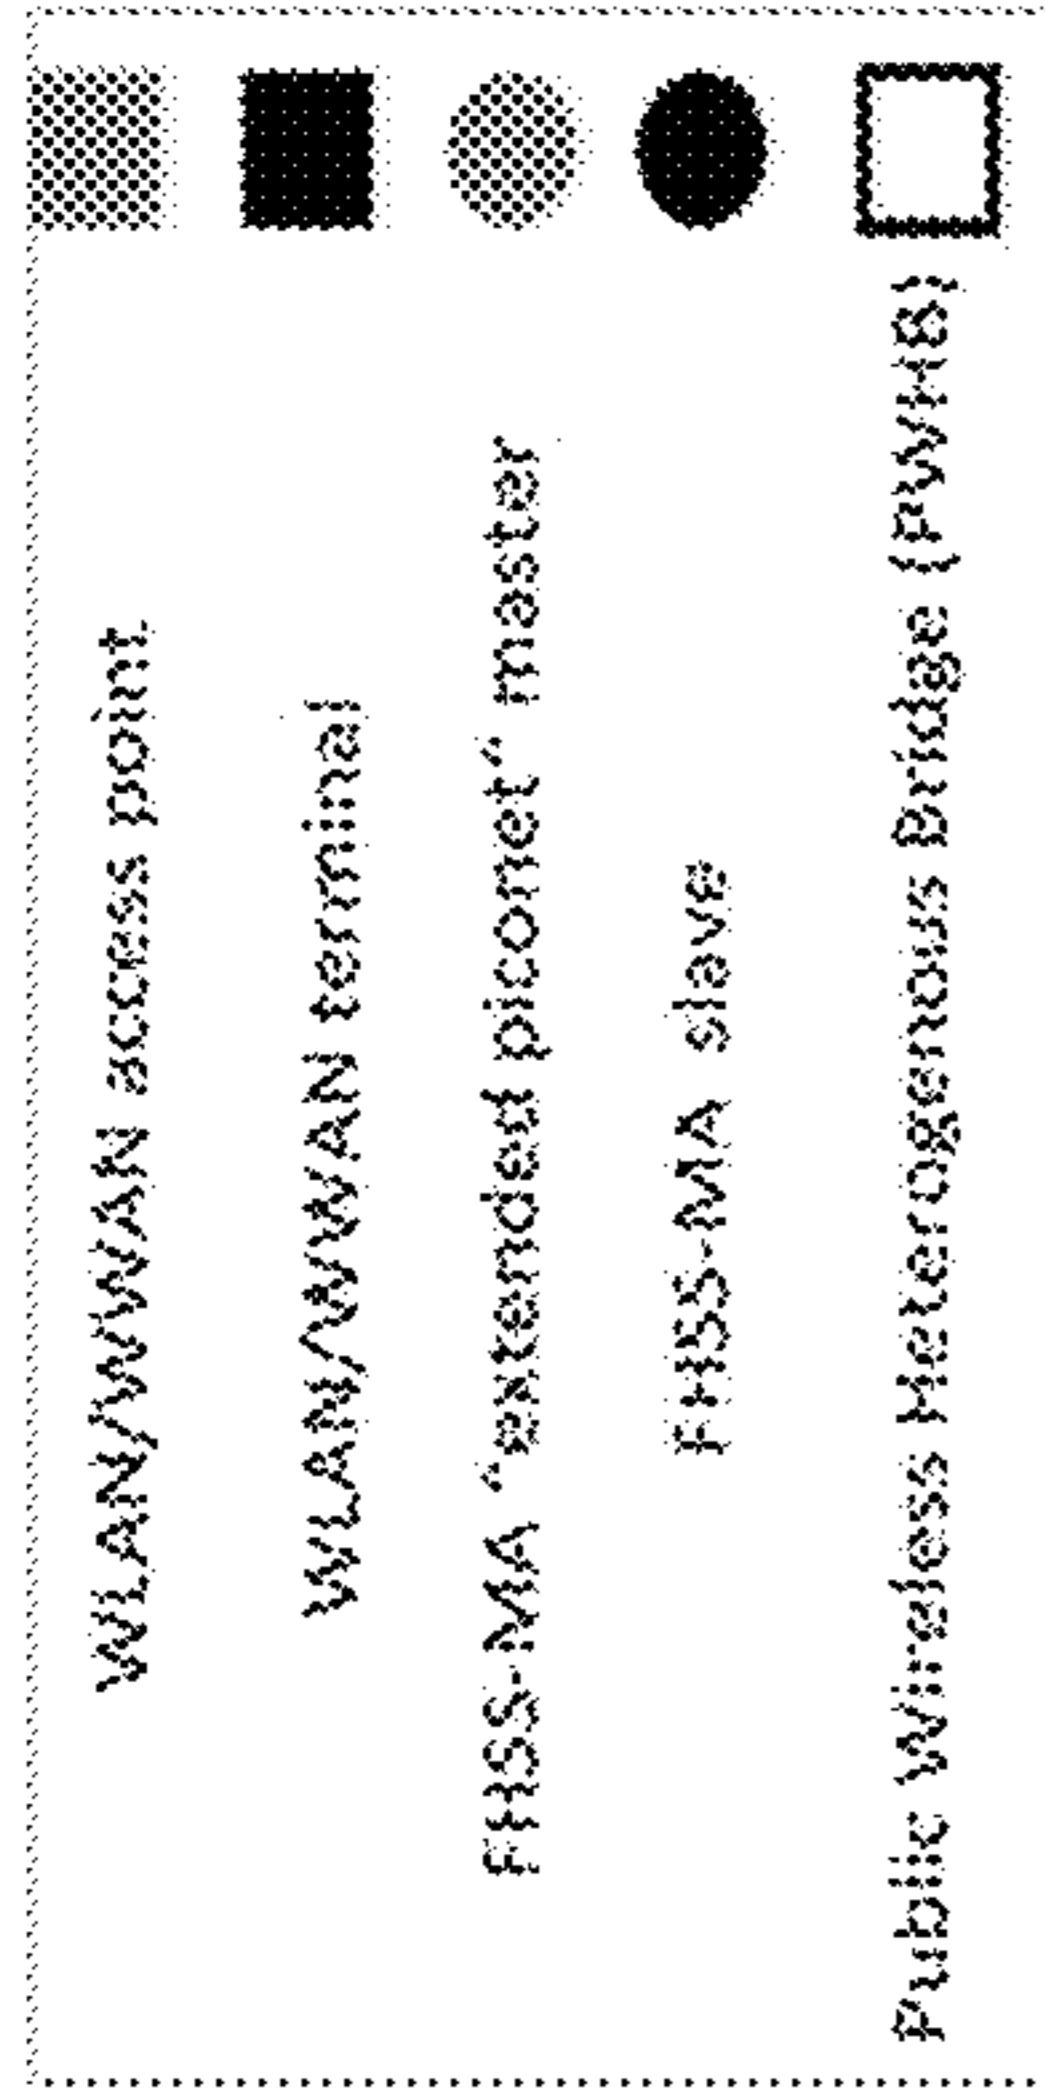 WLAN/WWAN access point
WLAN/WWAN terminal
FHSS-MA “extended piconet“ master
FHSS-MA slave
Public Wireless Heterogenous Bridge (PWHB)